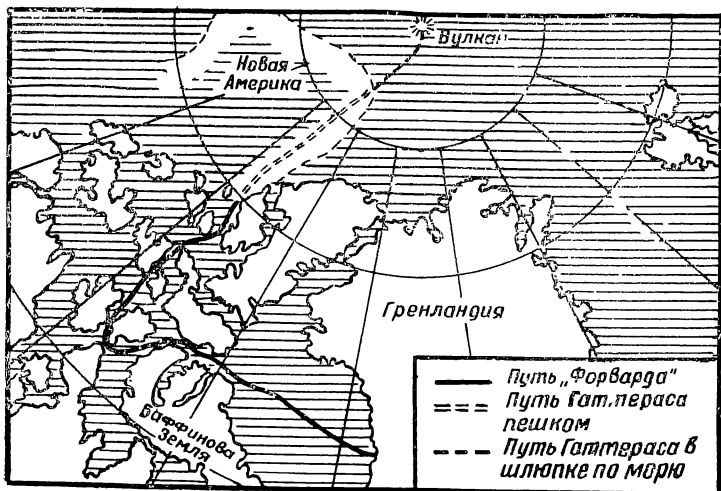 Вулкан
Новая
Америка
Гренландия
Баффинова
Земля
Путь „Форварда"
Путь Гаттераса
пешком
Путь Гаттераса в
шлюпке по морю